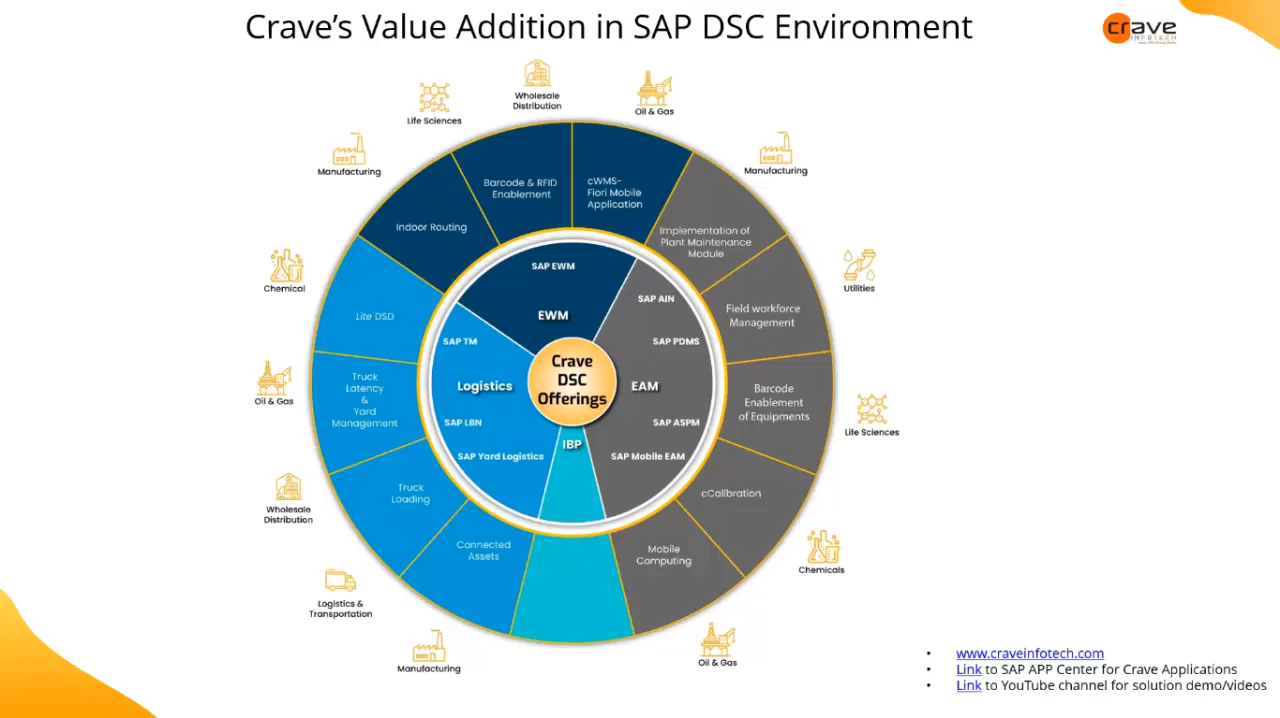 Crave's Value Addition in SAP DSC Environment
crave
INFOTECH
Wholesale
Distribution
Oil & Gas
Life Sciences
Manufacturing
Manufacturing
Chemical
Utilities
Oil & Gas
Life Sciences
Wholesale
Distribution
Chemicals
Logistics &
Transportation
Manufacturing
Oil & Gas
Indoor Routing
Barcode & RFID
Enablement
cWMS-
Fiori Mobile
Application
Implementation of
Plant Maintenance
Module
Field workforce
Management
Barcode
Enablement
of Equipments
cCalibration
Mobile
Computing
Connected
Assets
Truck
Loading
Truck
Latency
&
Yard
Management
Lite DSD
SAP EWM
EWM
SAP AIN
SAP PDMS
EAM
SAP ASPM
SAP Mobile EAM
IBP
SAP TM
Logistics
SAP LBN
SAP Yard Logistics
Crave
DSC
Offerings
• www.craveinfotech.com
• Link to SAP APP Center for Crave Applications
• Link to YouTube channel for solution demo/videos